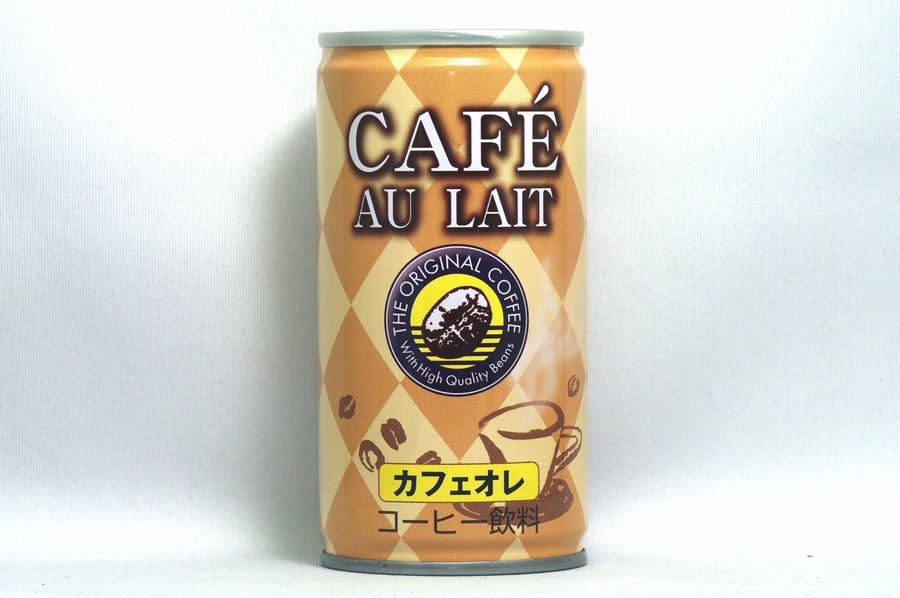 CAFÉ
AU LAIT
THE ORIGINAL COFFEE
With High Quality Beans
カフェオレ
コーヒー飲料